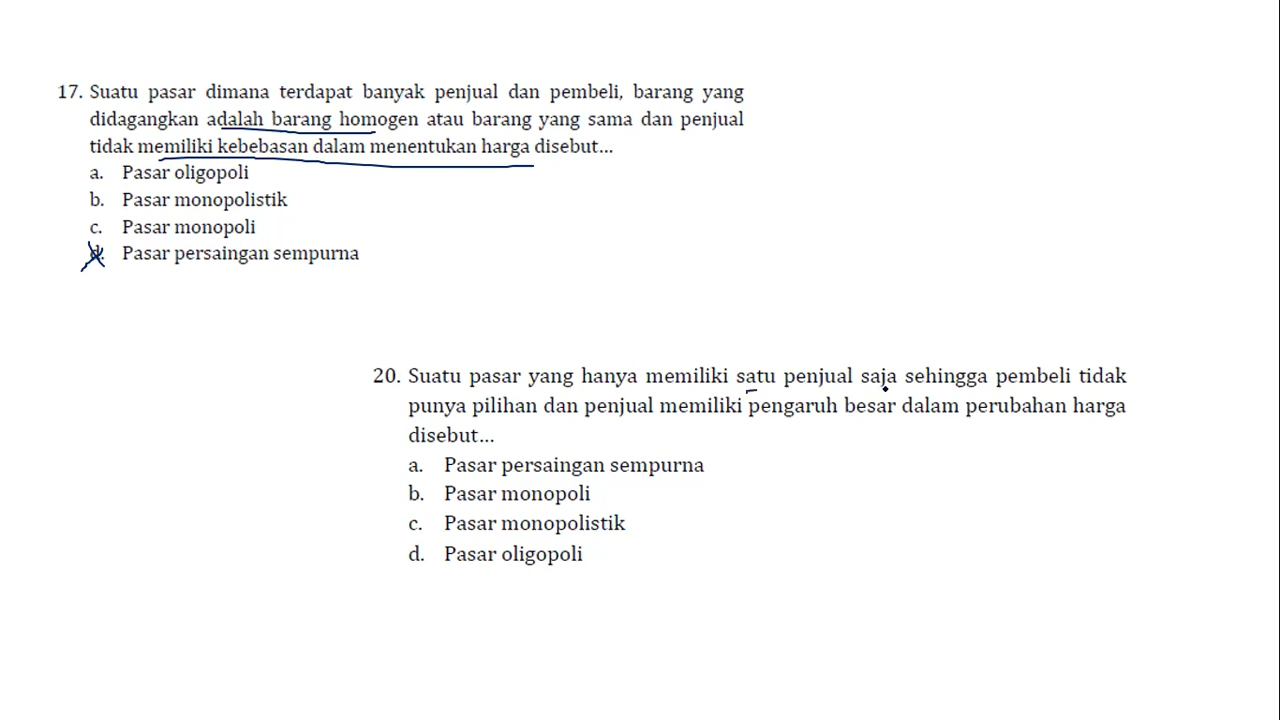 17. Suatu pasar dimana terdapat banyak penjual dan pembeli, barang yang
didagangkan adalah barang homogen atau barang yang sama dan penjual
tidak memiliki kebebasan dalam menentukan harga disebut...
a. Pasar oligopoli
b. Pasar monopolistik
c. Pasar monopoli
d. Pasar persaingan sempurna
20. Suatu pasar yang hanya memiliki satu penjual saja sehingga pembeli tidak
punya pilihan dan penjual memiliki pengaruh besar dalam perubahan harga
disebut...
a. Pasar persaingan sempurna
b. Pasar monopoli
c. Pasar monopolistik
d. Pasar oligopoli